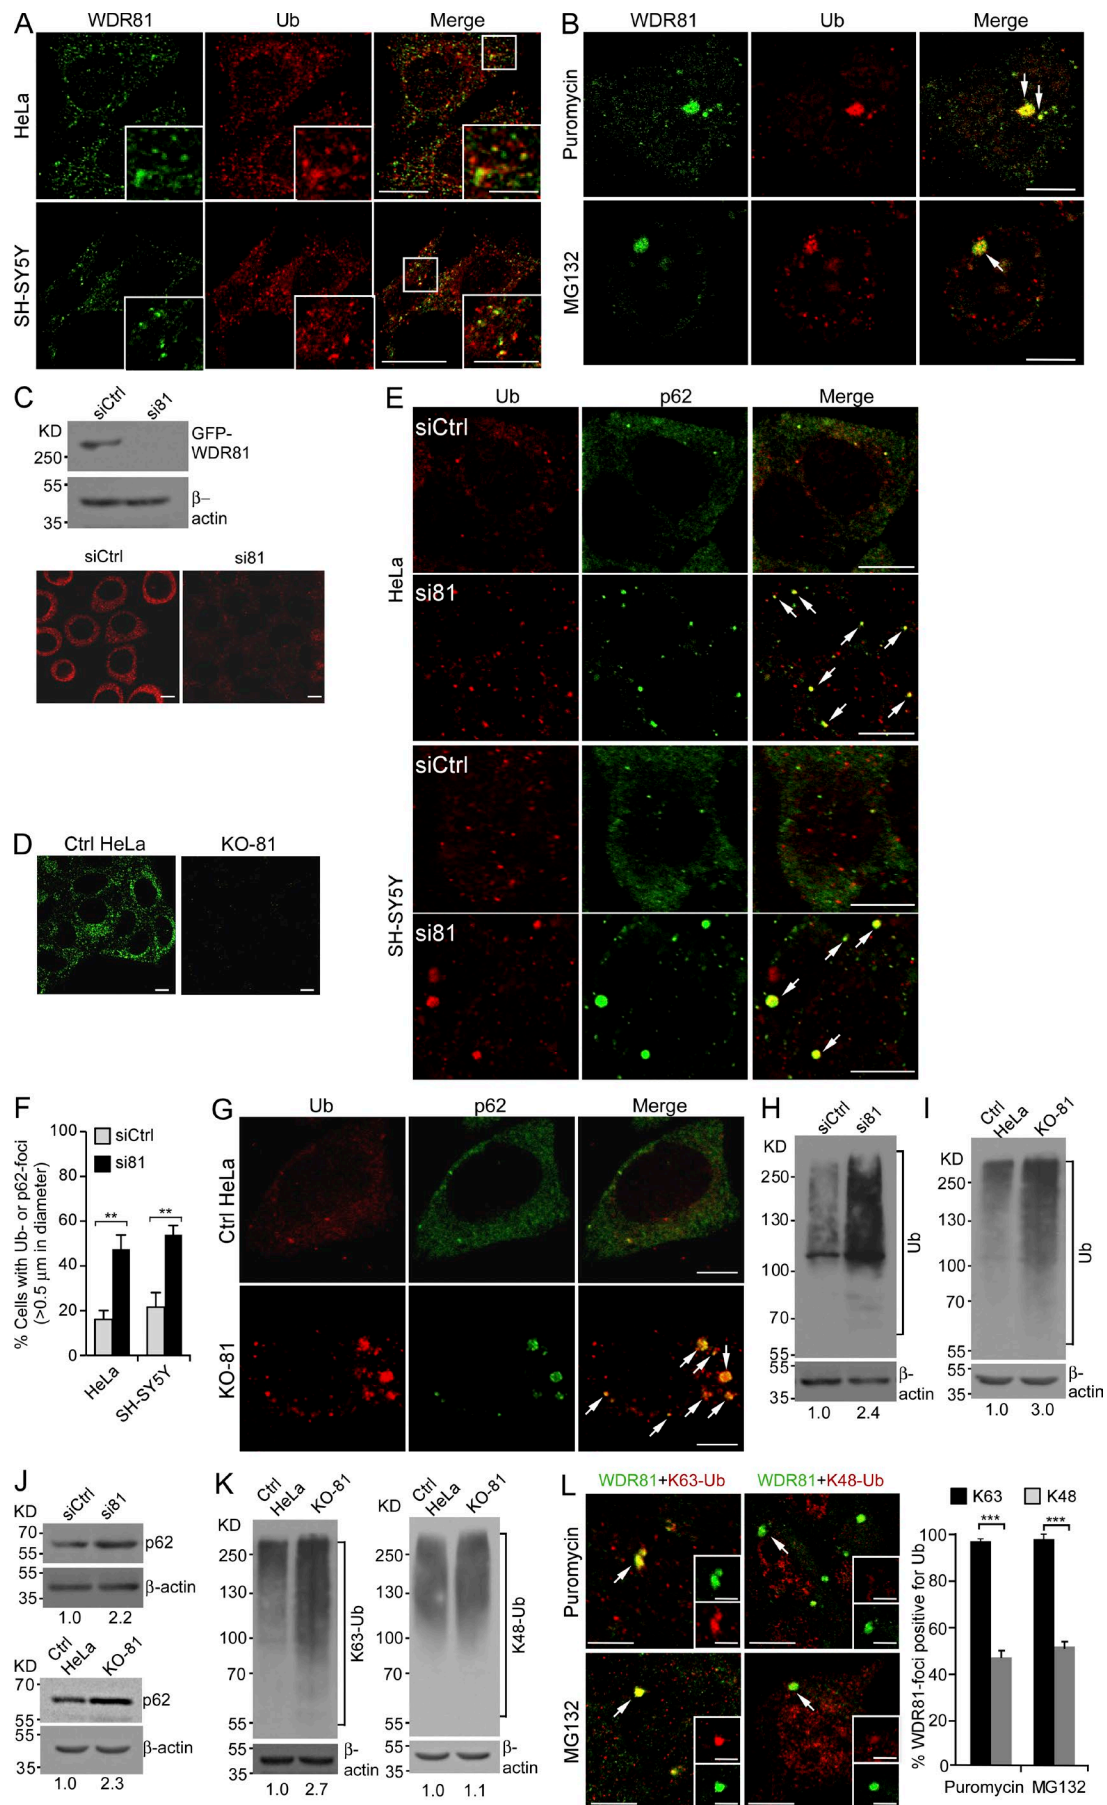 A
WDR81 Ub Merge
HeLa
SH-SY5Y
B
WDR81 Ub Merge
Puromycin
MG132
C
siCtrl si81
KD
250
GFP-
WDR81
55
35
β–
actin
siCtrl si81
D
Ctrl HeLa KO-81
E
Ub p62 Merge
HeLa
siCtrl
si81
SH-SY5Y
siCtrl
si81
F
% Cells with Ub- or p62-foci
(>0.5 μm in diameter)
100
80
60
40
20
0
siCtrl
si81
** **
HeLa
SH-SY5Y
G
Ub p62 Merge
Ctrl HeLa
KO-81
H
siCtrl si81
KD
250
130
100
70
55
Ub
55
35
β-
actin
1.0 2.4
I
Ctrl
HeLa
KO-81
KD
250
130
100
70
55
Ub
55
35
β-
actin
1.0 3.0
J
siCtrl si81
KD
70
55
p62
55
35
β-actin
1.0 2.2
Ctrl
HeLa
KO-81
KD
70
55
p62
55
35
β-actin
1.0 2.3
K
Ctrl
HeLa
KO-81
KD
250
130
100
70
55
K63-Ub
55
35
β-
actin
1.0 2.7
Ctrl
HeLa
KO-81
KD
250
130
100
70
55
K48-Ub
55
35
β-
actin
1.0 1.1
L
WDR81+K63-Ub WDR81+K48-Ub
Puromycin
MG132
K63 K48
*** ***
% WDR81-foci positive for Ub
100
80
60
40
20
0
Puromycin MG132